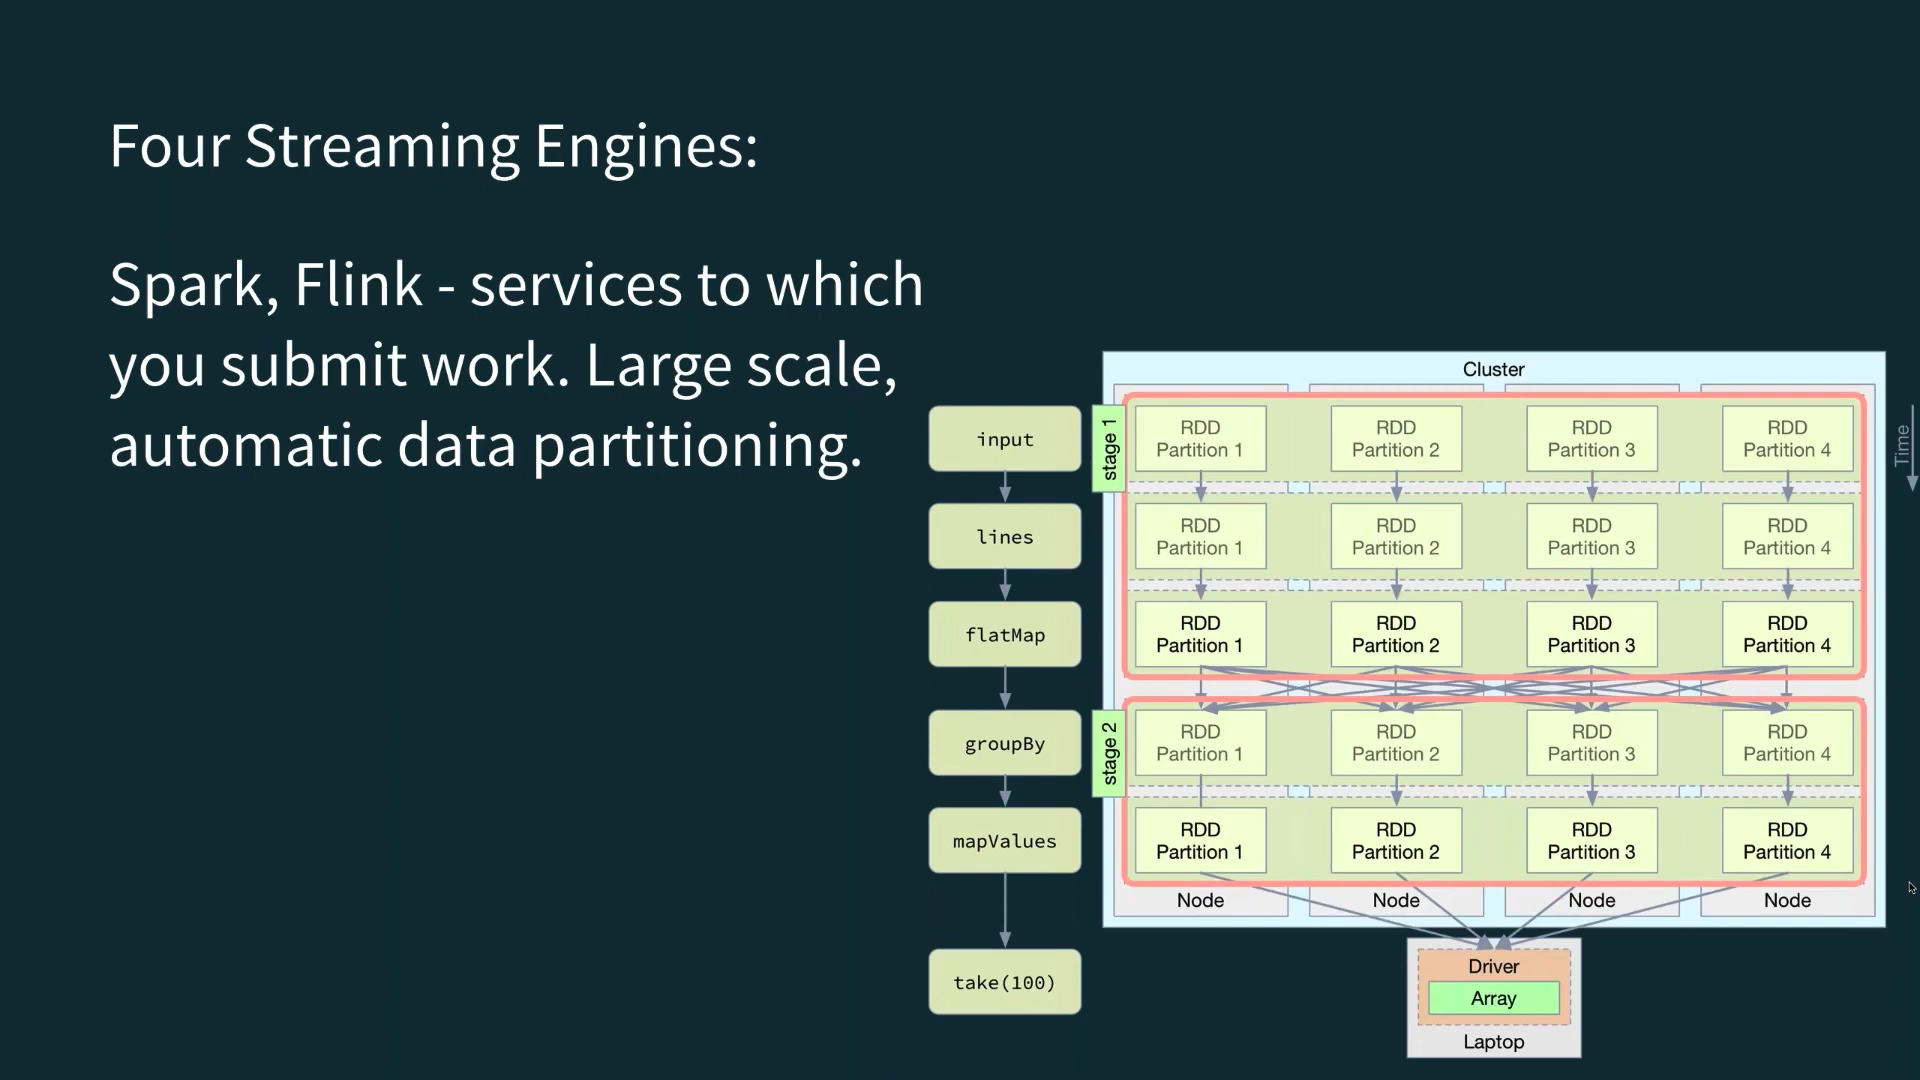 Four Streaming Engines:
Spark, Flink - services to which
you submit work. Large scale,
automatic data partitioning.
input
lines
flatMap
groupBy
mapValues
take(100)
Cluster
stage 1
RDD
Partition 1
RDD
Partition 2
RDD
Partition 3
RDD
Partition 4
RDD
Partition 1
RDD
Partition 2
RDD
Partition 3
RDD
Partition 4
RDD
Partition 1
RDD
Partition 2
RDD
Partition 3
RDD
Partition 4
stage 2
RDD
Partition 1
RDD
Partition 2
RDD
Partition 3
RDD
Partition 4
RDD
Partition 1
RDD
Partition 2
RDD
Partition 3
RDD
Partition 4
Node
Node
Node
Node
Time
Driver
Array
Laptop